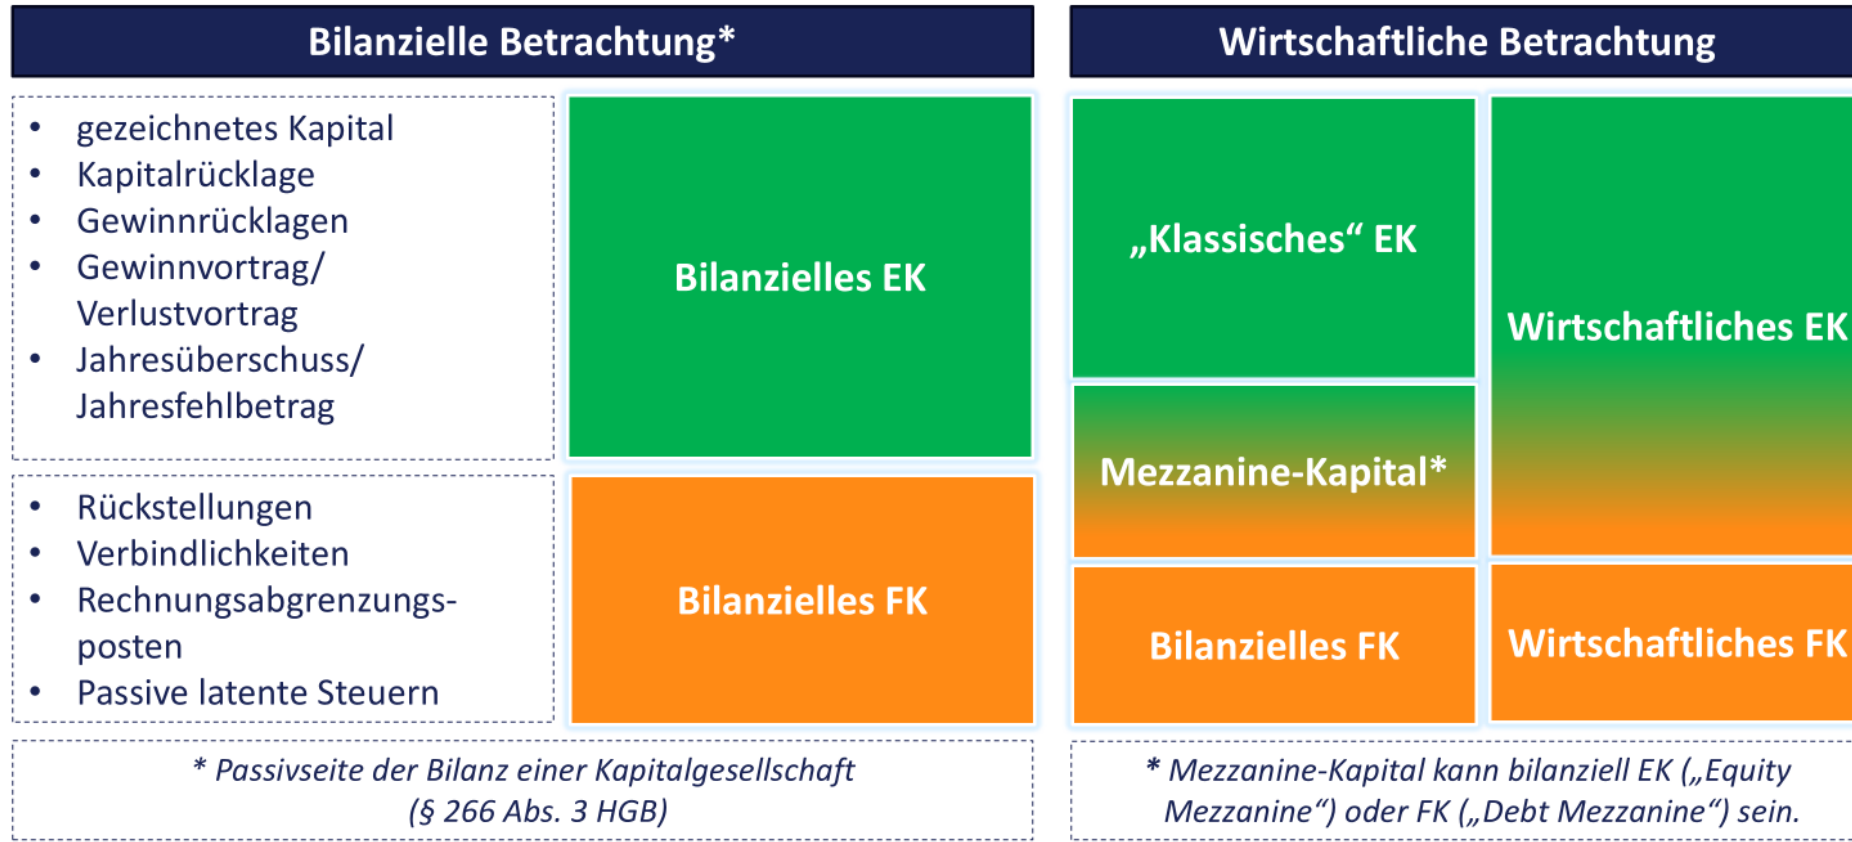 Bilanzielle Betrachtung*
• gezeichnetes Kapital
• Kapitalrücklage
• Gewinnrücklagen
• Gewinnvortrag/
Verlustvortrag
• Jahresüberschuss/
Jahresfehlbetrag
Bilanzielles EK
• Rückstellungen
• Verbindlichkeiten
• Rechnungsabgrenzungs-
posten
• Passive latente Steuern
Bilanzielles FK
* Passivseite der Bilanz einer Kapitalgesellschaft
(§ 266 Abs. 3 HGB)
Wirtschaftliche Betrachtung
„Klassisches“ EK
Mezzanine-Kapital*
Bilanzielles FK
Wirtschaftliches EK
Wirtschaftliches FK
* Mezzanine-Kapital kann bilanziell EK („Equity
Mezzanine“) oder FK („Debt Mezzanine“) sein.